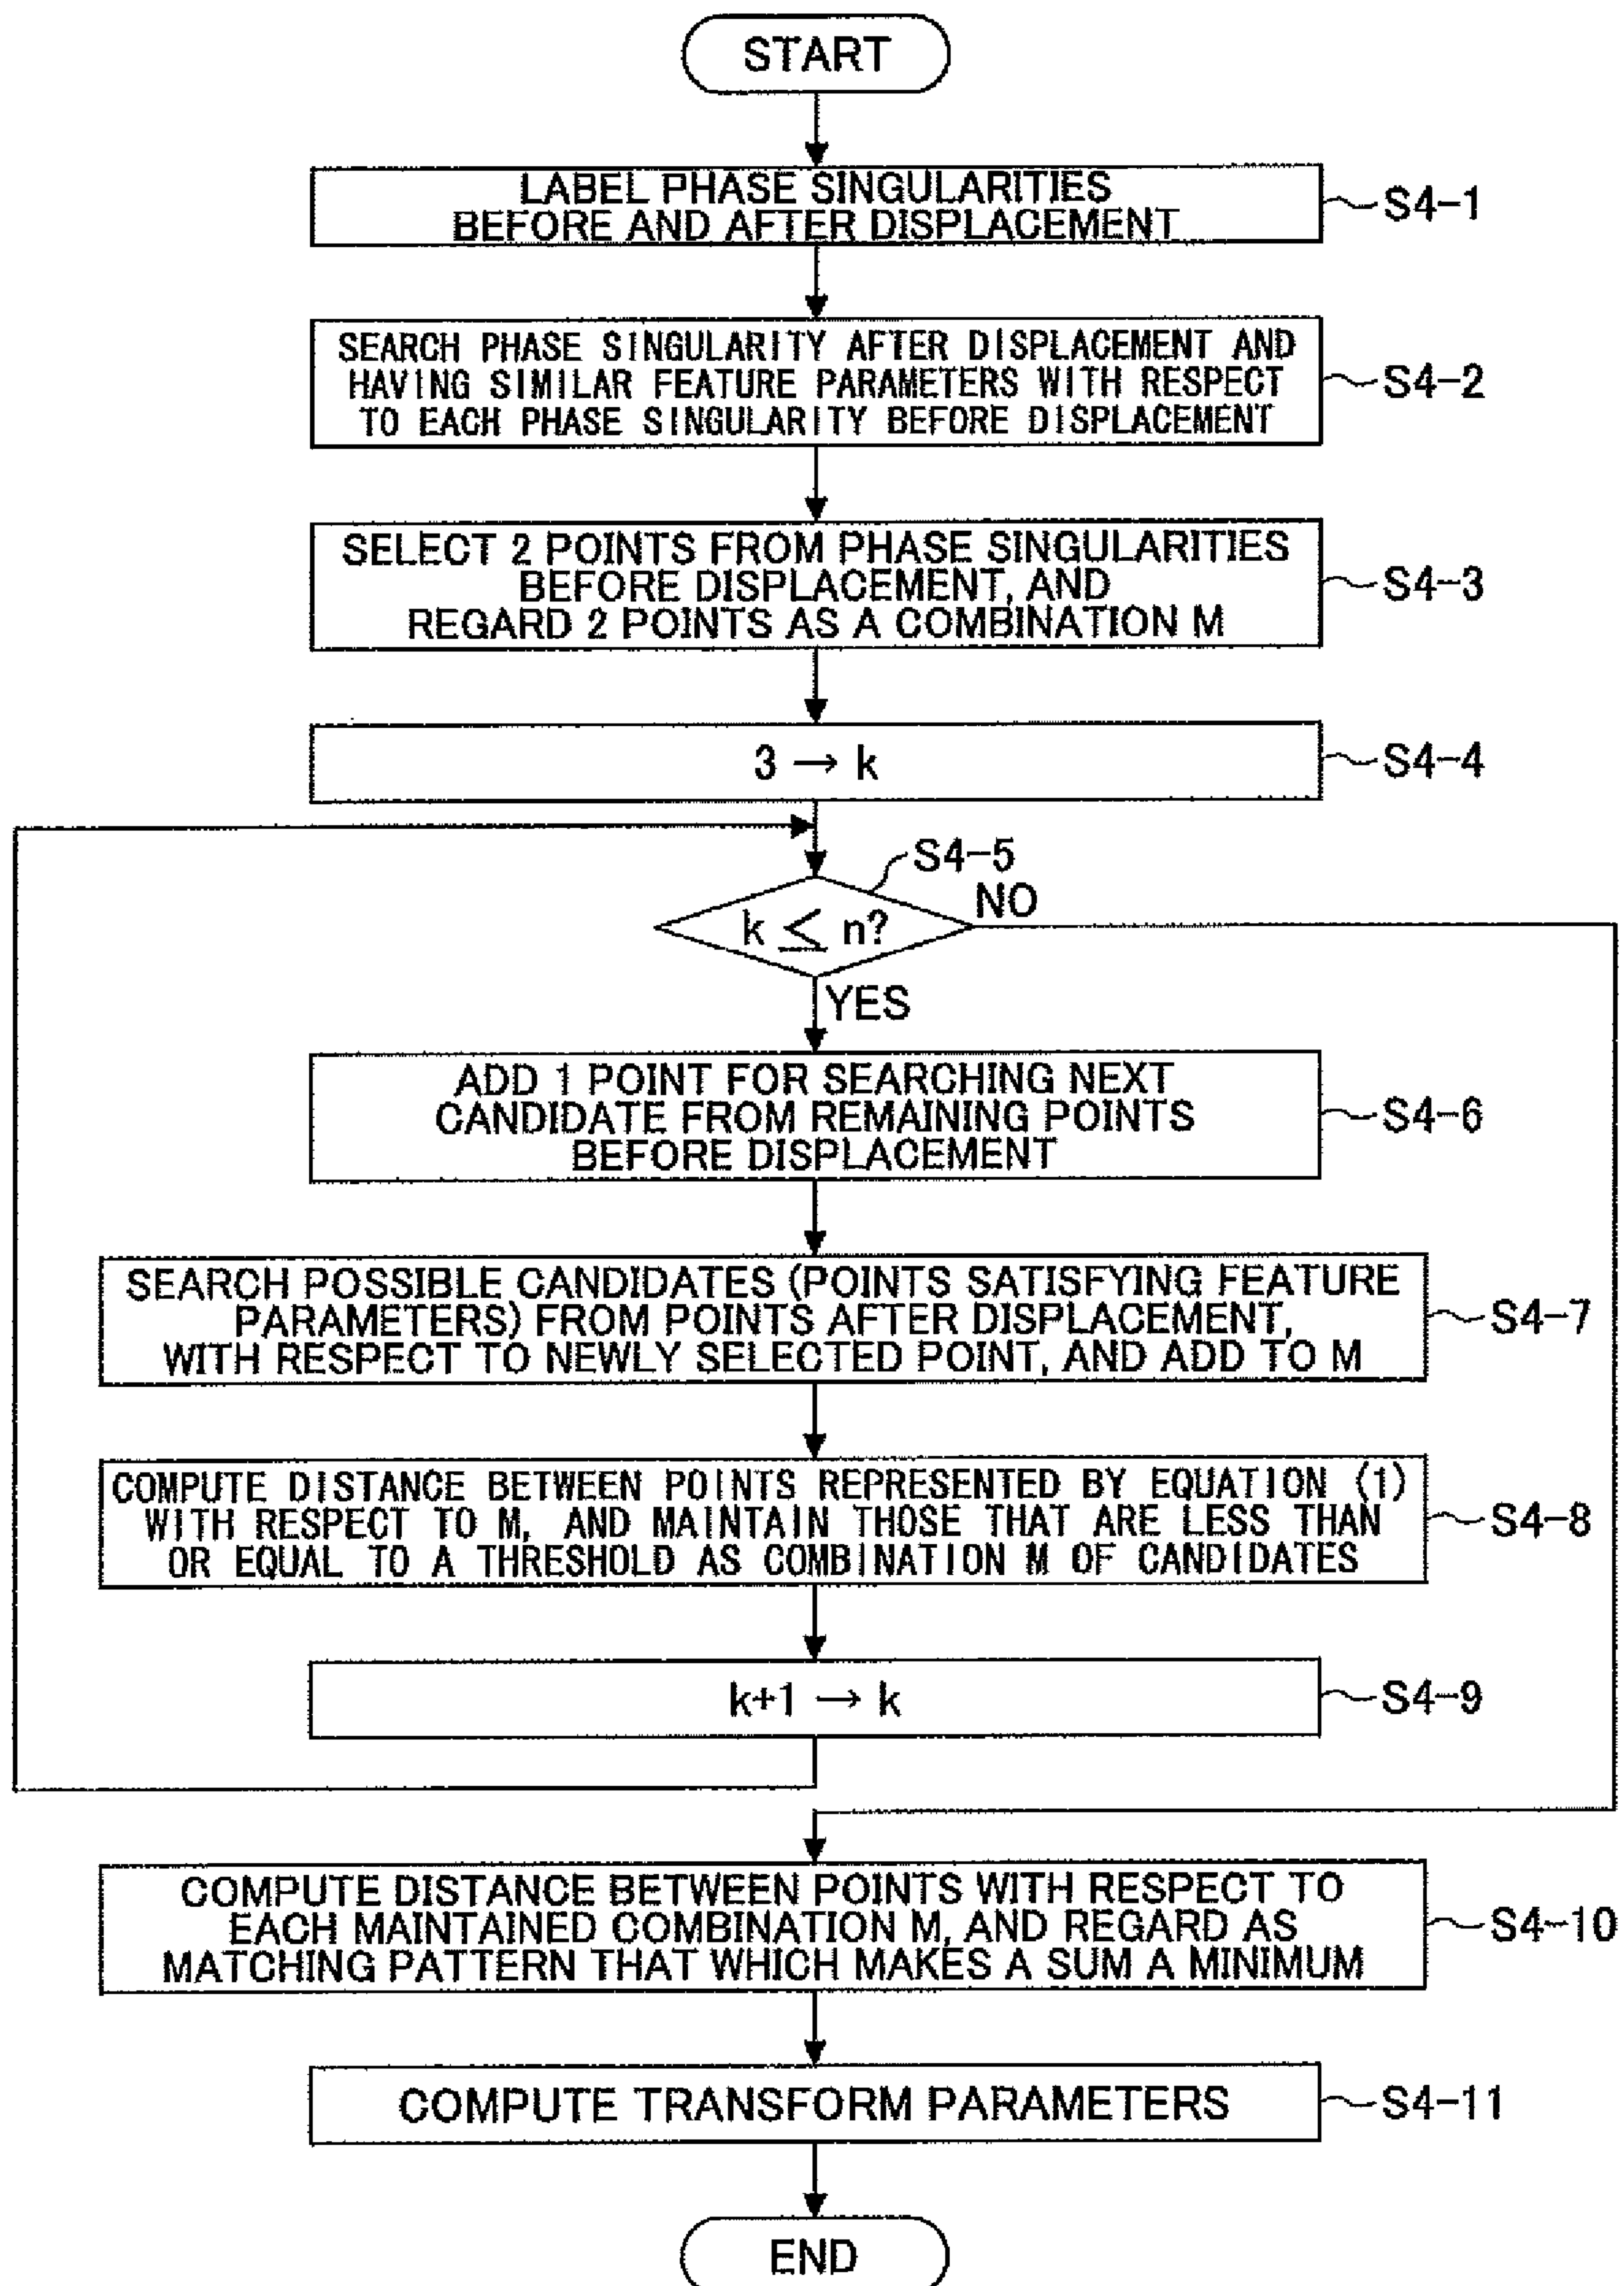 START
LABEL PHASE SINGULARITIES
BEFORE AND AFTER DISPLACEMENT
S4-1
SEARCH PHASE SINGULARITY AFTER DISPLACEMENT AND
HAVING SIMILAR FEATURE PARAMETERS WITH RESPECT
TO EACH PHASE SINGULARITY BEFORE DISPLACEMENT
S4-2
SELECT 2 POINTS FROM PHASE SINGULARITIES
BEFORE DISPLACEMENT, AND
REGARD 2 POINTS AS A COMBINATION M
S4-3
3 → k
S4-4
S4-5
k ≤ n?
NO
YES
ADD 1 POINT FOR SEARCHING NEXT
CANDIDATE FROM REMAINING POINTS
BEFORE DISPLACEMENT
S4-6
SEARCH POSSIBLE CANDIDATES (POINTS SATISFYING FEATURE
PARAMETERS) FROM POINTS AFTER DISPLACEMENT,
WITH RESPECT TO NEWLY SELECTED POINT, AND ADD TO M
S4-7
COMPUTE DISTANCE BETWEEN POINTS REPRESENTED BY EQUATION (1)
WITH RESPECT TO M, AND MAINTAIN THOSE THAT ARE LESS THAN
OR EQUAL TO A THRESHOLD AS COMBINATION M OF CANDIDATES
S4-8
k+1 → k
S4-9
COMPUTE DISTANCE BETWEEN POINTS WITH RESPECT TO
EACH MAINTAINED COMBINATION M, AND REGARD AS
MATCHING PATTERN THAT WHICH MAKES A SUM A MINIMUM
S4-10
COMPUTE TRANSFORM PARAMETERS
S4-11
END